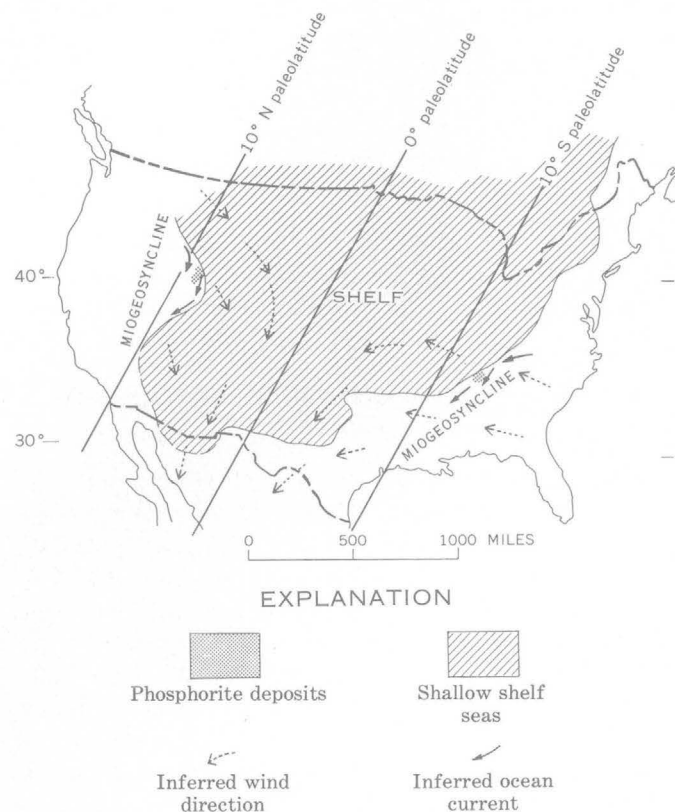 10° N paleolatitude
0° paleolatitude
10° S paleolatitude
MIOGEOSYNCLINE
40°
SHELF
MIOGEOSYNCLINE
30°
0 500 1000 MILES
EXPLANATION
Phosphorite deposits
Shallow shelf
seas
Inferred wind
direction
Inferred ocean
current